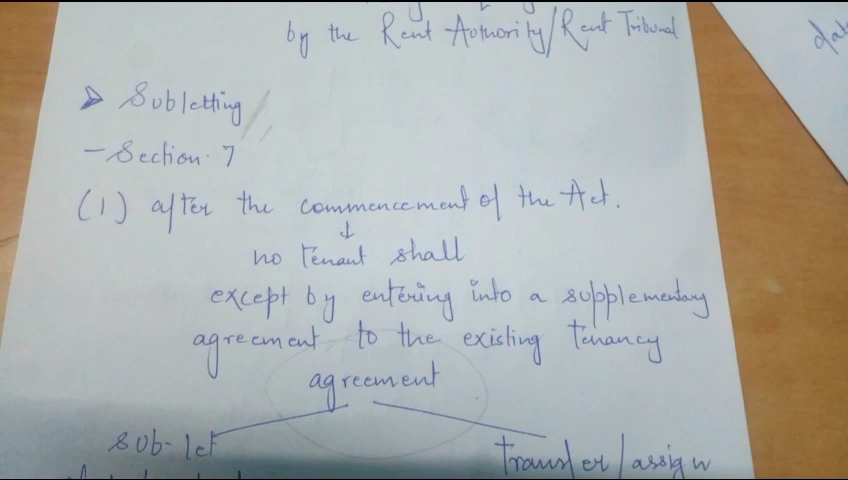 by the Rent Authority/Rent Tribunal
➤ Subletting
- Section 7
(1) after the commencement of the Act.
↓
no tenant shall
except by entering into a supplementary
agreement to the existing tenancy
agreement
sub-let transfer/assign